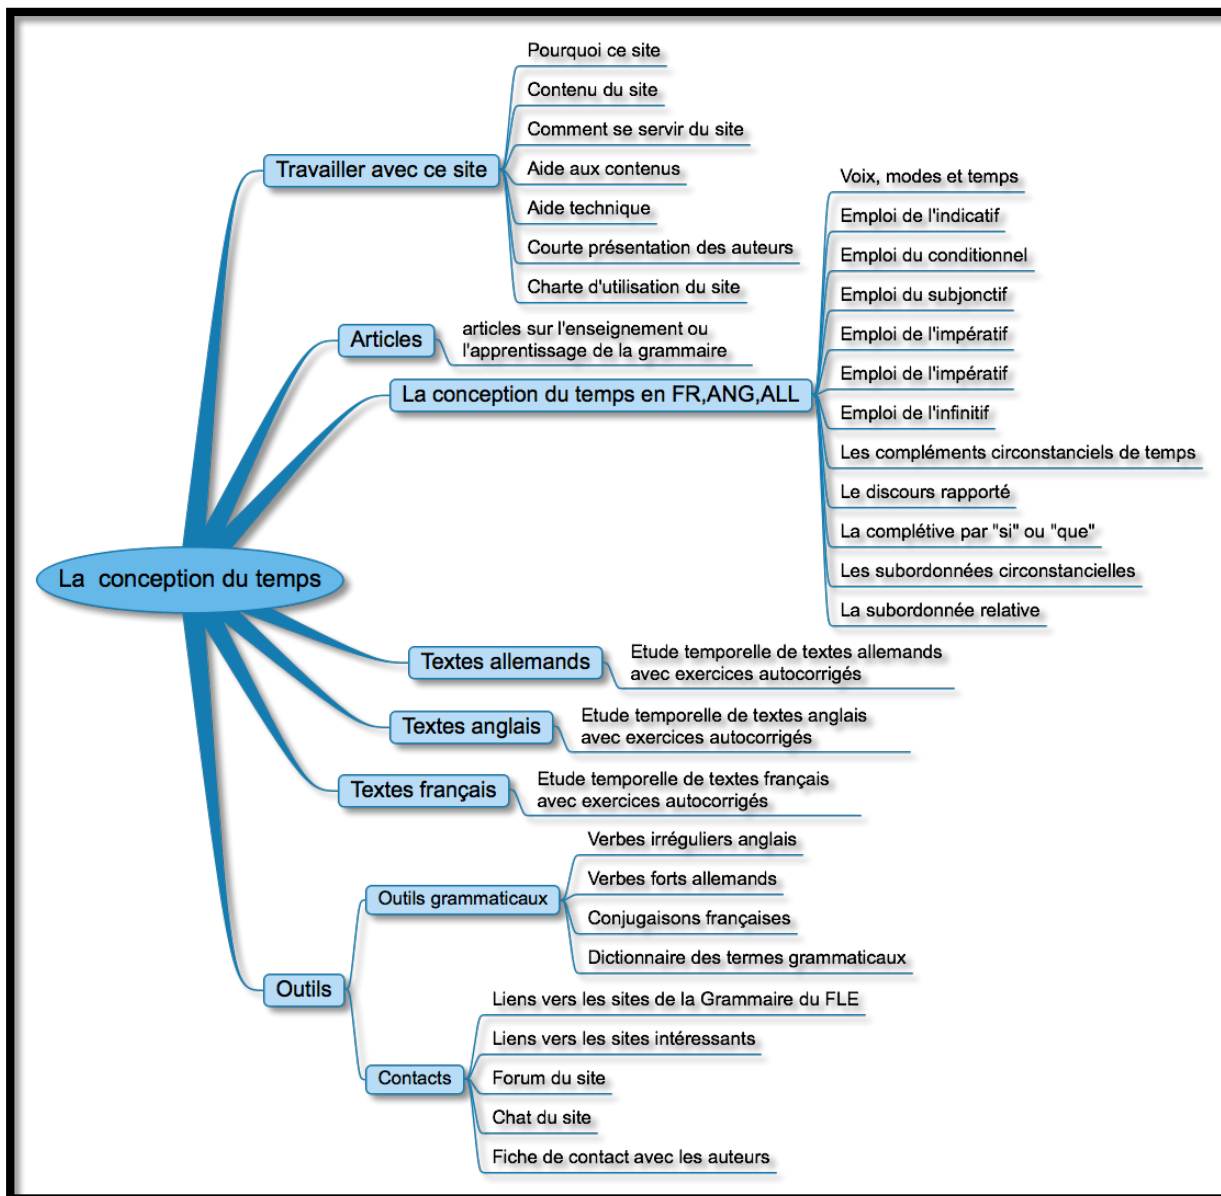 Pourquoi ce site
Contenu du site
Comment se servir du site
Travailler avec ce site
Aide aux contenus
Aide technique
Courte présentation des auteurs
Charte d'utilisation du site
Articles
articles sur l'enseignement ou
l'apprentissage de la grammaire
La conception du temps en FR,ANG,ALL
Voix, modes et temps
Emploi de l'indicatif
Emploi du conditionnel
Emploi du subjonctif
Emploi de l'impératif
Emploi de l'impératif
Emploi de l'infinitif
Les compléments circonstanciels de temps
Le discours rapporté
La complétive par "si" ou "que"
Les subordonnées circonstancielles
La subordonnée relative
La  conception du temps
Textes allemands
Etude temporelle de textes allemands
avec exercices autocorrigés
Textes anglais
Etude temporelle de textes anglais
avec exercices autocorrigés
Textes français
Etude temporelle de textes français
avec exercices autocorrigés
Outils
Outils grammaticaux
Verbes irréguliers anglais
Verbes forts allemands
Conjugaisons françaises
Dictionnaire des termes grammaticaux
Contacts
Liens vers les sites de la Grammaire du FLE
Liens vers les sites intéressants
Forum du site
Chat du site
Fiche de contact avec les auteurs